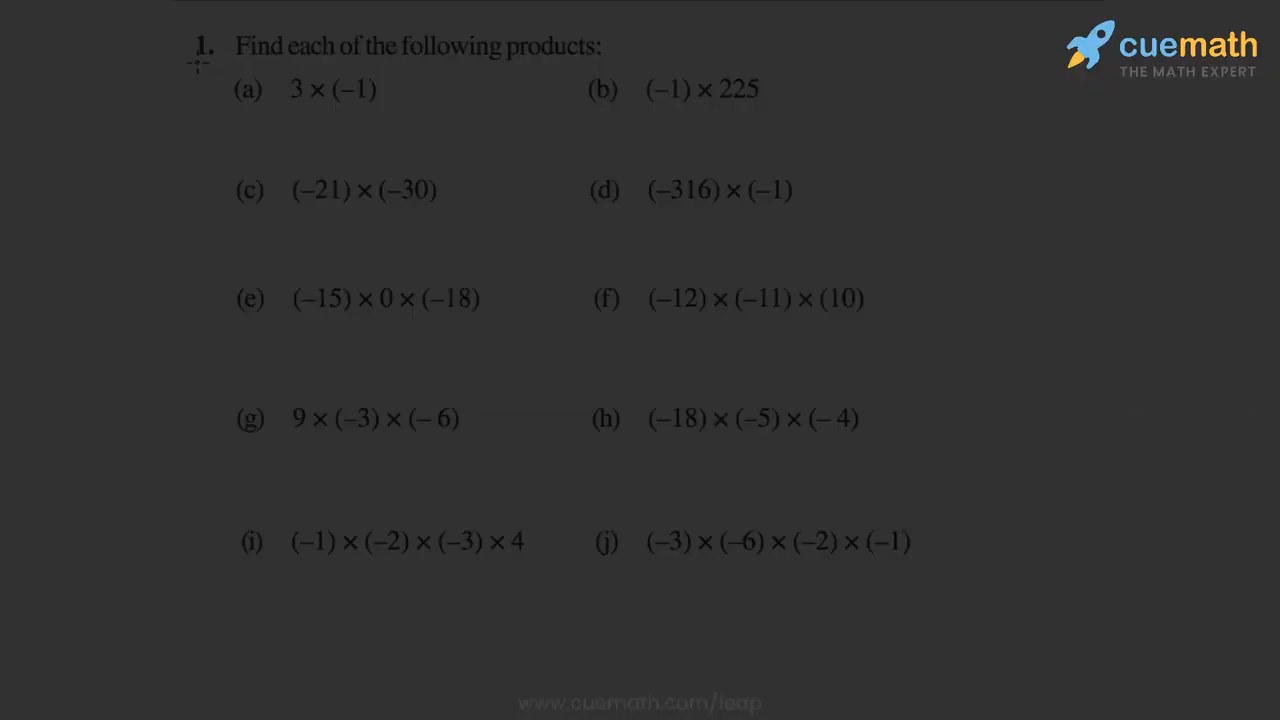 1. Find each of the following products:
(a) 3 × (–1) (b) (–1) × 225
(c) (–21) × (–30) (d) (–316) × (–1)
(e) (–15) × 0 × (–18) (f) (–12) × (–11) × (10)
(g) 9 × (–3) × (– 6) (h) (–18) × (–5) × (– 4)
(i) (–1) × (–2) × (–3) × 4 (j) (–3) × (–6) × (–2) × (–1)
cuemath
THE MATH EXPERT
www.cuemath.com/leap